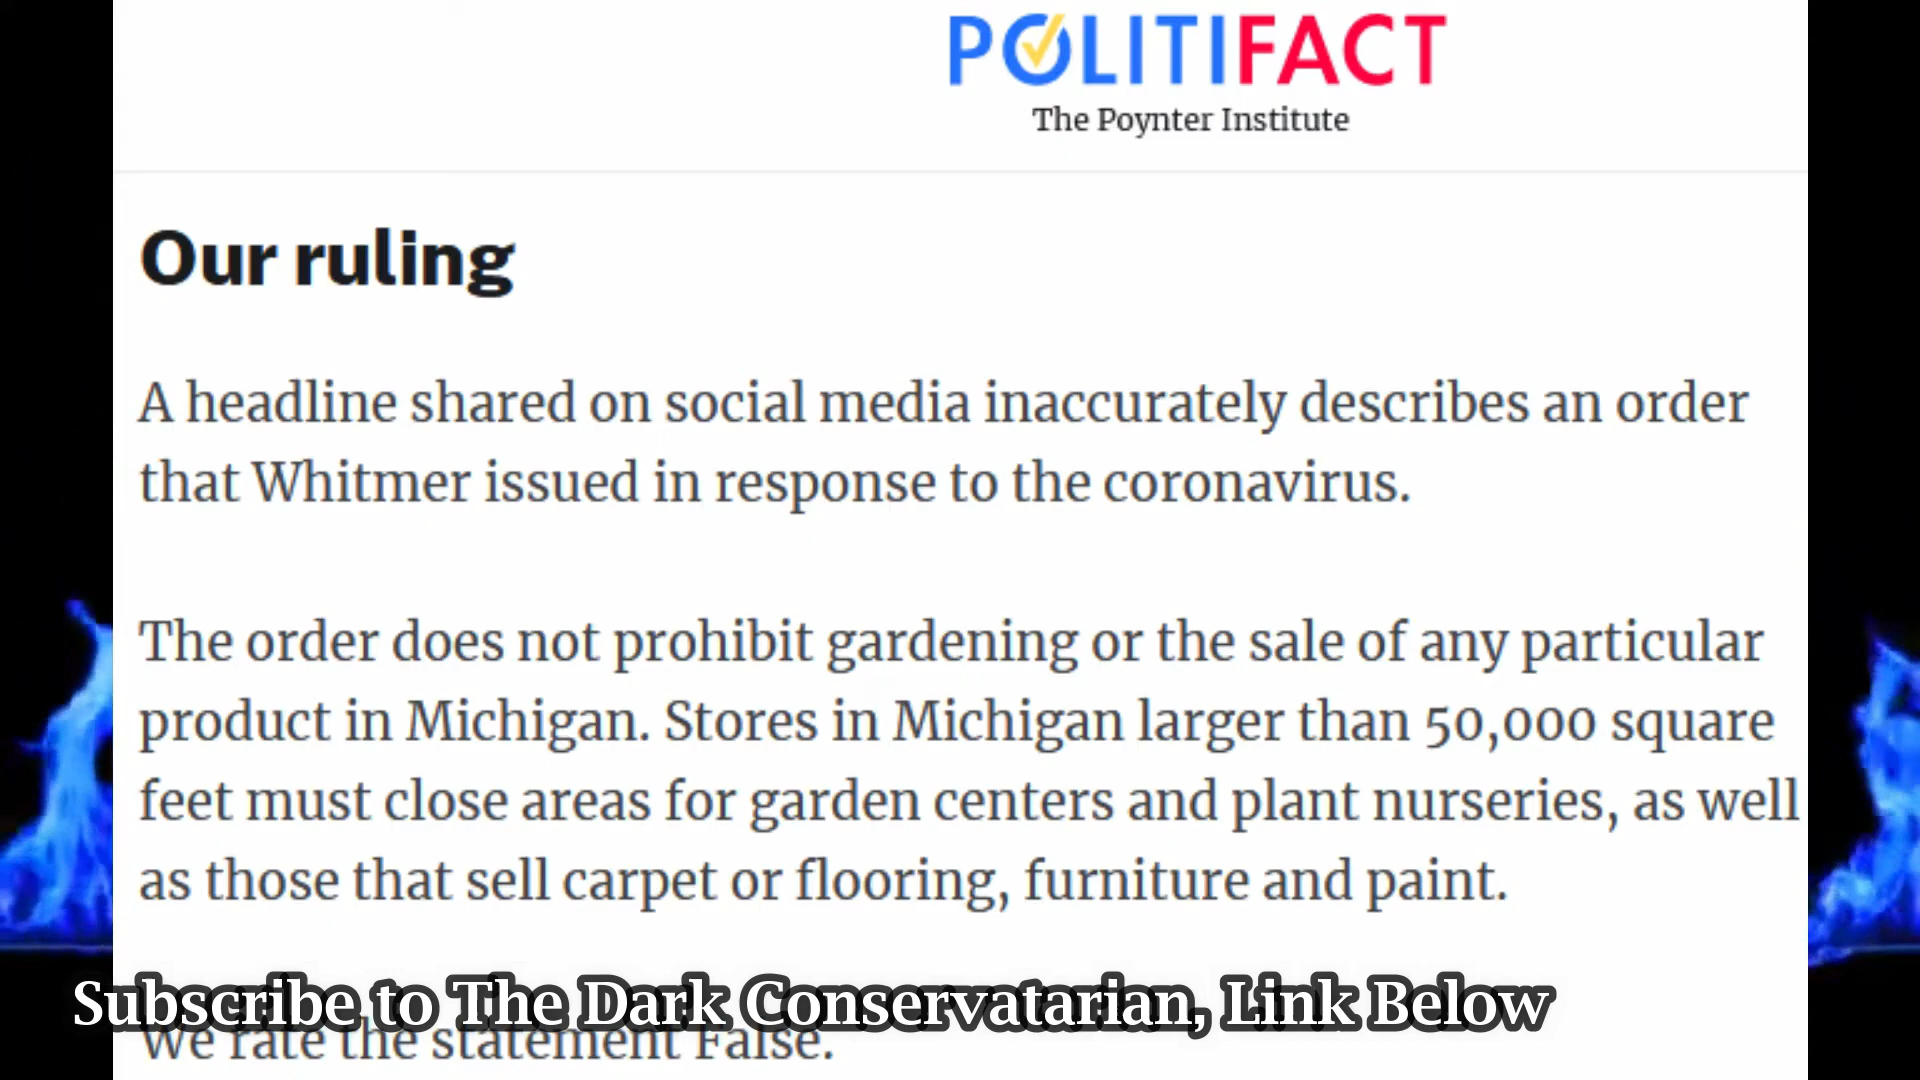 POLITIFACT
The Poynter Institute
Our ruling
A headline shared on social media inaccurately describes an order
that Whitmer issued in response to the coronavirus.
The order does not prohibit gardening or the sale of any particular
product in Michigan. Stores in Michigan larger than 50,000 square
feet must close areas for garden centers and plant nurseries, as well
as those that sell carpet or flooring, furniture and paint.
Subscribe to The Dark Conservatarian, Link Below
We rate the statement False.